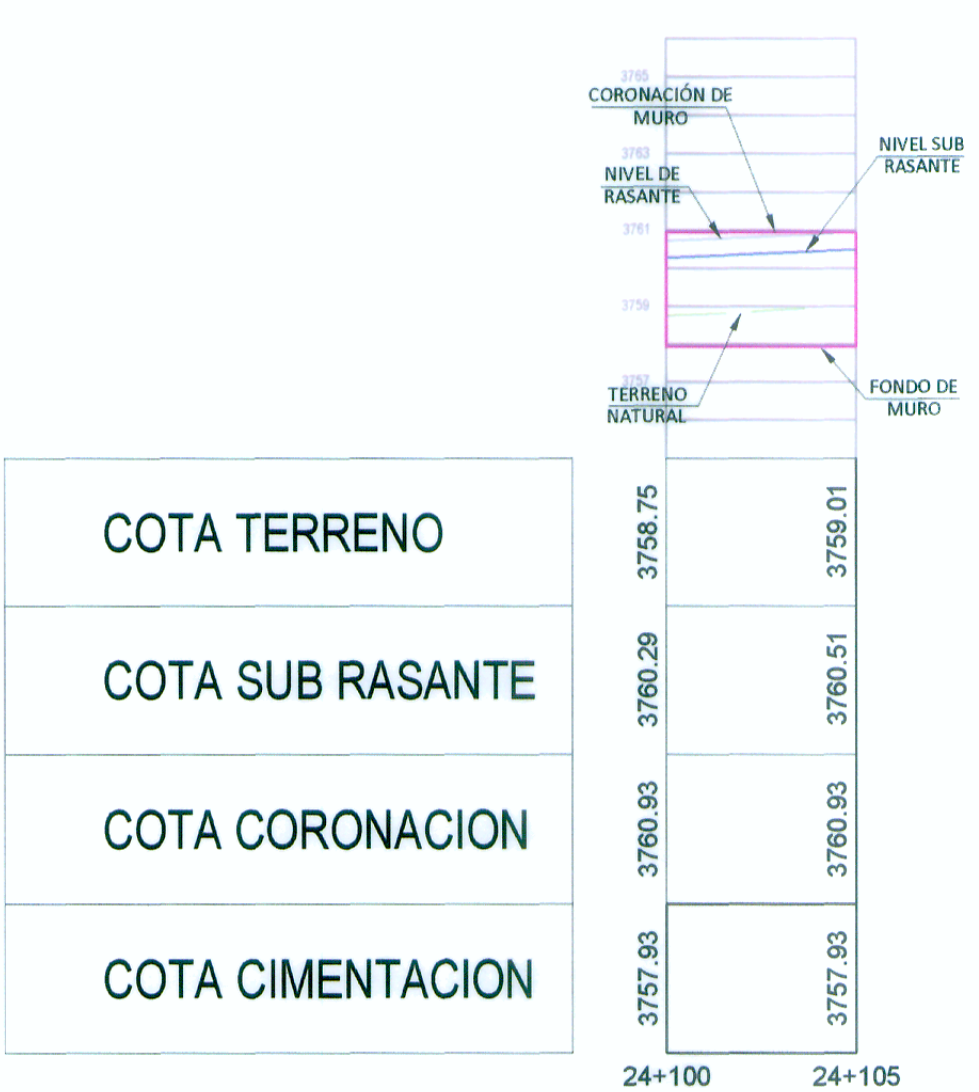 3765
CORONACIÓN DE
MURO
3763
NIVEL SUB
RASANTE
NIVEL DE
RASANTE
3761
3759
3757
TERRENO
NATURAL
FONDO DE
MURO
COTA TERRENO
3758.75
3759.01
COTA SUB RASANTE
3760.29
3760.51
COTA CORONACION
3760.93
3760.93
COTA CIMENTACION
3757.93
3757.93
24+100
24+105